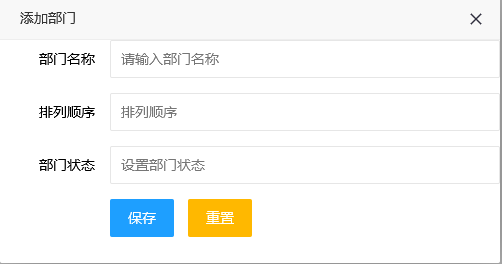 添加部门
部门名称 请输入部门名称
排列顺序 排列顺序
部门状态 设置部门状态
保存 重置